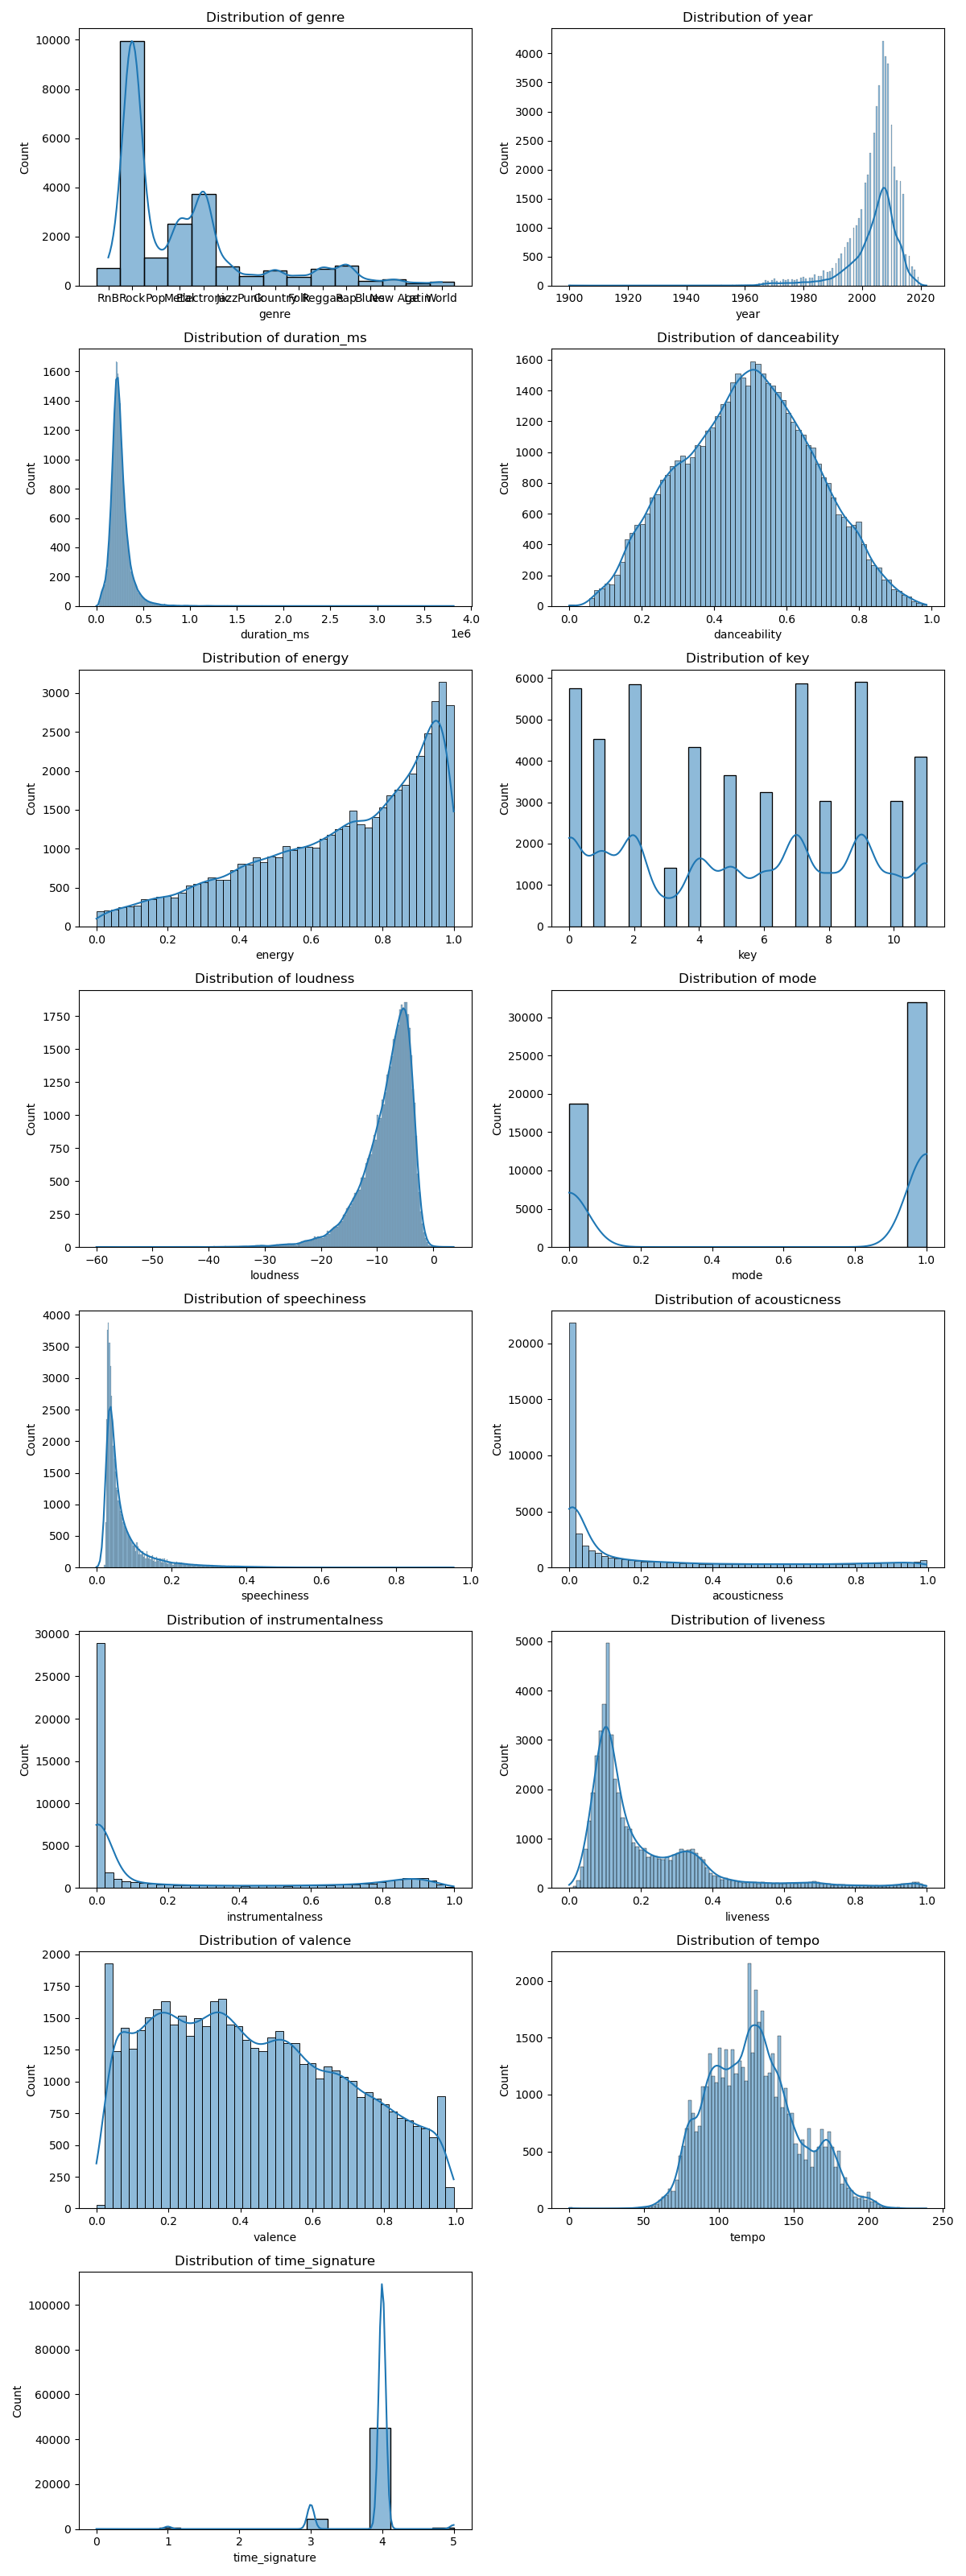 Distribution of genre
10000
8000
6000
4000
2000
0
Count
RnB Rock Pop Metal Electronic Jazz Punk Country Folk Reggae Rap Blues New Age Latin World
genre
Distribution of year
4000
3500
3000
2500
2000
1500
1000
500
0
Count
1900 1920 1940 1960 1980 2000 2020
year
Distribution of duration_ms
1600
1400
1200
1000
800
600
400
200
0
Count
0.0 0.5 1.0 1.5 2.0 2.5 3.0 3.5 4.0
1e6
duration_ms
Distribution of danceability
1600
1400
1200
1000
800
600
400
200
0
Count
0.0 0.2 0.4 0.6 0.8 1.0
danceability
Distribution of energy
3000
2500
2000
1500
1000
500
0
Count
0.0 0.2 0.4 0.6 0.8 1.0
energy
Distribution of key
6000
5000
4000
3000
2000
1000
0
Count
0 2 4 6 8 10
key
Distribution of loudness
1750
1500
1250
1000
750
500
250
0
Count
−60 −50 −40 −30 −20 −10 0
loudness
Distribution of mode
30000
25000
20000
15000
10000
5000
0
Count
0.0 0.2 0.4 0.6 0.8 1.0
mode
Distribution of speechiness
4000
3500
3000
2500
2000
1500
1000
500
0
Count
0.0 0.2 0.4 0.6 0.8 1.0
speechiness
Distribution of acousticness
20000
15000
10000
5000
0
Count
0.0 0.2 0.4 0.6 0.8 1.0
acousticness
Distribution of instrumentalness
30000
25000
20000
15000
10000
5000
0
Count
0.0 0.2 0.4 0.6 0.8 1.0
instrumentalness
Distribution of liveness
5000
4000
3000
2000
1000
0
Count
0.0 0.2 0.4 0.6 0.8 1.0
liveness
Distribution of valence
2000
1750
1500
1250
1000
750
500
250
0
Count
0.0 0.2 0.4 0.6 0.8 1.0
valence
Distribution of tempo
2000
1500
1000
500
0
Count
0 50 100 150 200 250
tempo
Distribution of time_signature
100000
80000
60000
40000
20000
0
Count
0 1 2 3 4 5
time_signature